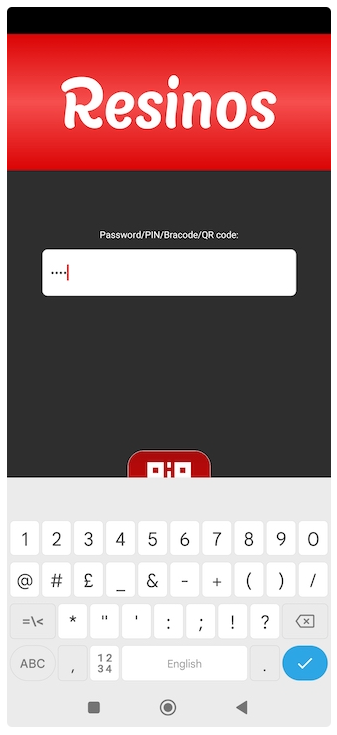 Resinos
Password/PIN/Bracode/QR code:
••••
1 2 3 4 5 6 7 8 9 0
@ # £ _ & - + ( ) /
=\< * " ' : ; ! ?
ABC , 12 34 English .